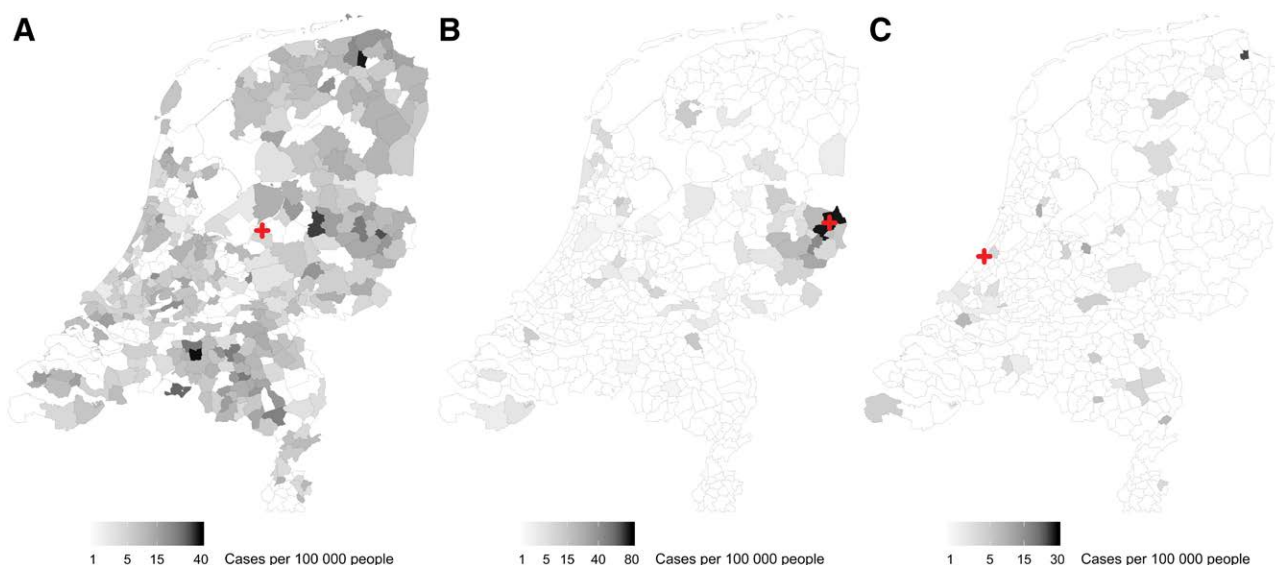 A B C
1 5 15 40 Cases per 100 000 people
1 5 15 40 80 Cases per 100 000 people
1 5 15 30 Cases per 100 000 people